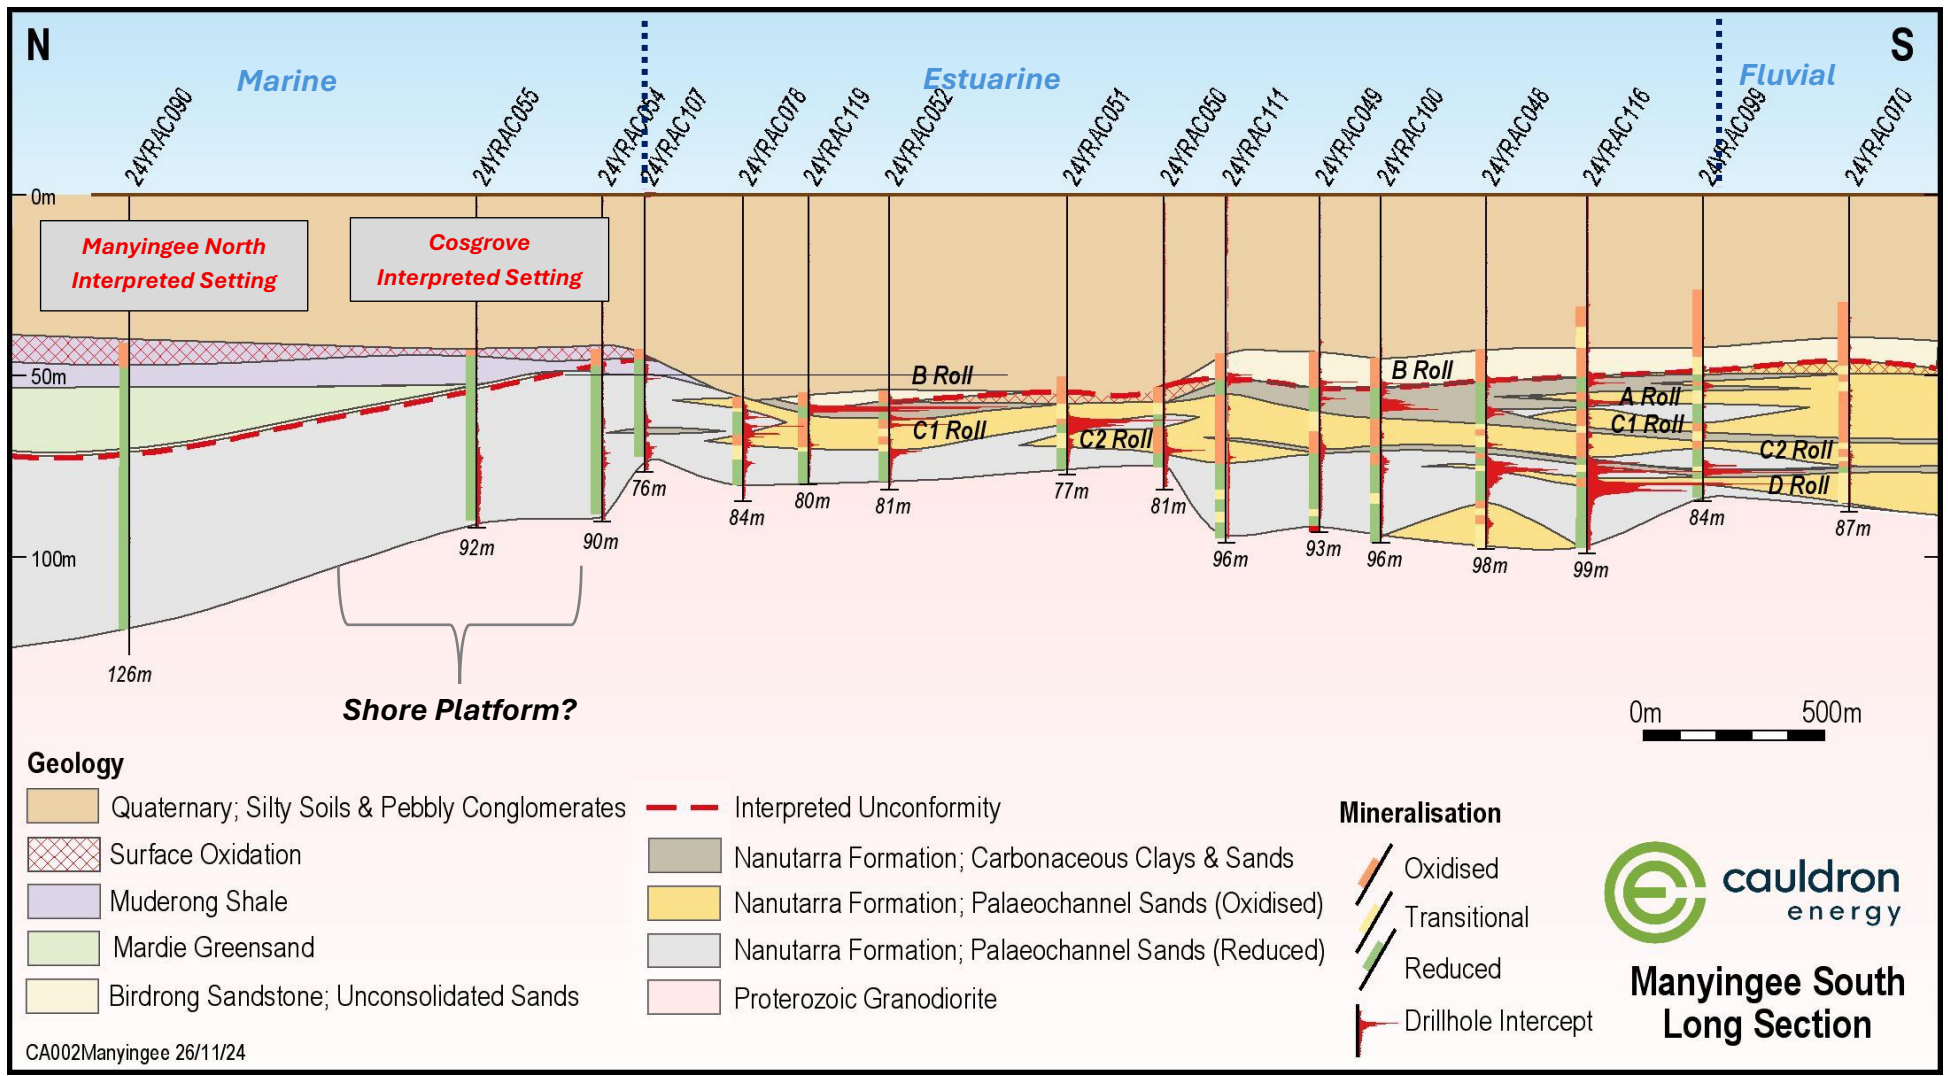 N
S
Marine
Estuarine
Fluvial
24YRAC090
24YRAC055
24YRAC054
24YRAC107
24YRAC078
24YRAC119
24YRAC052
24YRAC051
24YRAC050
24YRAC111
24YRAC049
24YRAC100
24YRAC048
24YRAC116
24YRAC099
24YRAC070
0m
Manyingee North
Interpreted Setting
Cosgrove
Interpreted Setting
50m
B Roll
B Roll
A Roll
C1 Roll
C1 Roll
C2 Roll
C2 Roll
D Roll
100m
126m
92m
90m
76m
84m
80m
81m
77m
81m
96m
93m
96m
98m
99m
84m
87m
Shore Platform?
0m 500m
Geology
Quaternary; Silty Soils & Pebbly Conglomerates
Surface Oxidation
Muderong Shale
Mardie Greensand
Birdrong Sandstone; Unconsolidated Sands
Interpreted Unconformity
Nanutarra Formation; Carbonaceous Clays & Sands
Nanutarra Formation; Palaeochannel Sands (Oxidised)
Nanutarra Formation; Palaeochannel Sands (Reduced)
Proterozoic Granodiorite
Mineralisation
Oxidised
Transitional
Reduced
Drillhole Intercept
cauldron
energy
Manyingee South
Long Section
CA002Manyingee 26/11/24